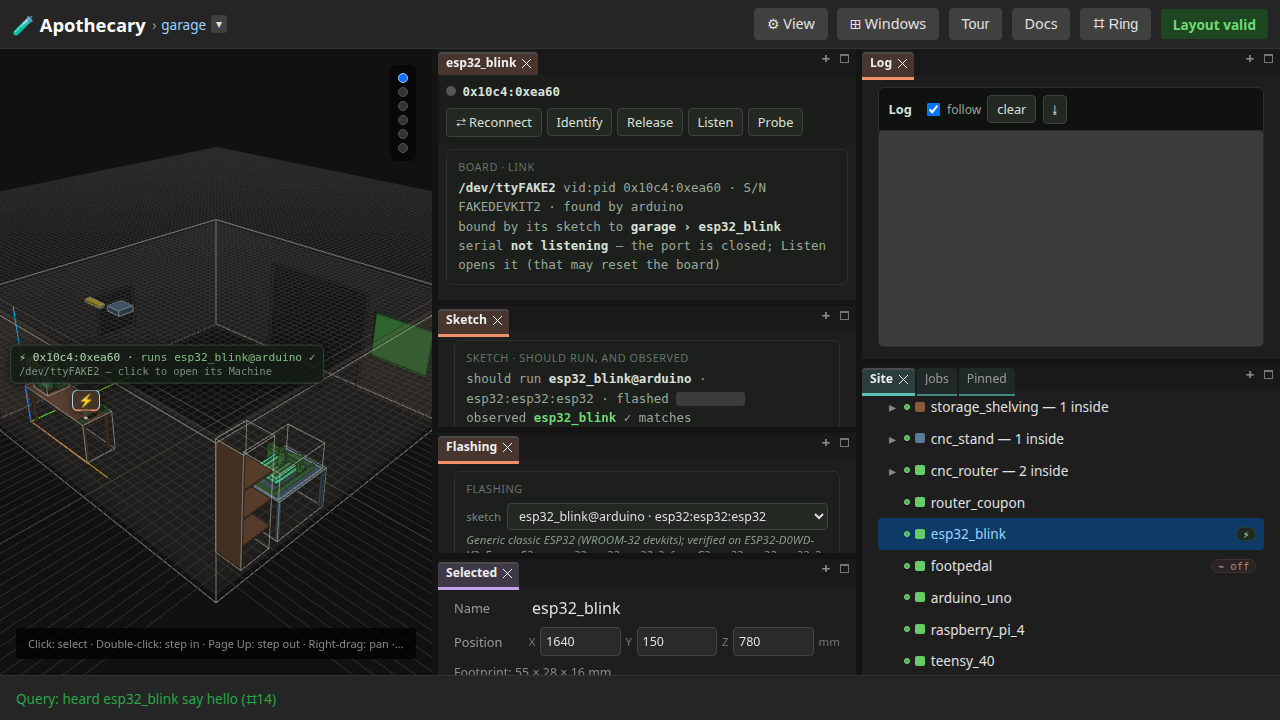 Apothecary › garage ▾
⚙ View
⊞ Windows
Tour
Docs
⌗ Ring
Layout valid
⚡ 0x10c4:0xea60 · runs esp32_blink@arduino ✓
/dev/ttyFAKE2 — click to open its Machine
Click: select · Double-click: step in · Page Up: step out · Right-drag: pan ·…
esp32_blink
0x10c4:0xea60
⇄ Reconnect
Identify
Release
Listen
Probe
BOARD · LINK
/dev/ttyFAKE2 vid:pid 0x10c4:0xea60 · S/N
FAKEDEVKIT2 · found by arduino
bound by its sketch to garage › esp32_blink
serial not listening — the port is closed; Listen
opens it (that may reset the board)
Sketch
SKETCH · SHOULD RUN, AND OBSERVED
should run esp32_blink@arduino ·
esp32:esp32:esp32 · flashed
observed esp32_blink ✓ matches
Flashing
FLASHING
sketch esp32_blink@arduino · esp32:esp32:esp32
Generic classic ESP32 (WROOM-32 devkits); verified on ESP32-D0WD-
Selected
Name esp32_blink
Position X 1640 Y 150 Z 780 mm
Footprint: 55 × 28 × 16 mm
Log
Log follow clear ⤓
Site
Jobs
Pinned
storage_shelving — 1 inside
cnc_stand — 1 inside
cnc_router — 2 inside
router_coupon
esp32_blink ⚡
footpedal ⌁ off
arduino_uno
raspberry_pi_4
teensy_40
Query: heard esp32_blink say hello (⌗14)